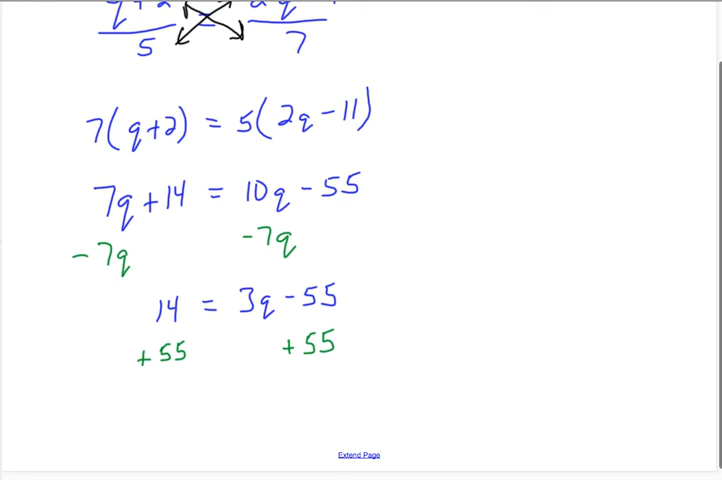 5 = 7
7(q+2) = 5(2q-11)
7q+14 = 10q-55
-7q -7q
14 = 3q-55
+55 +55
Extend Page